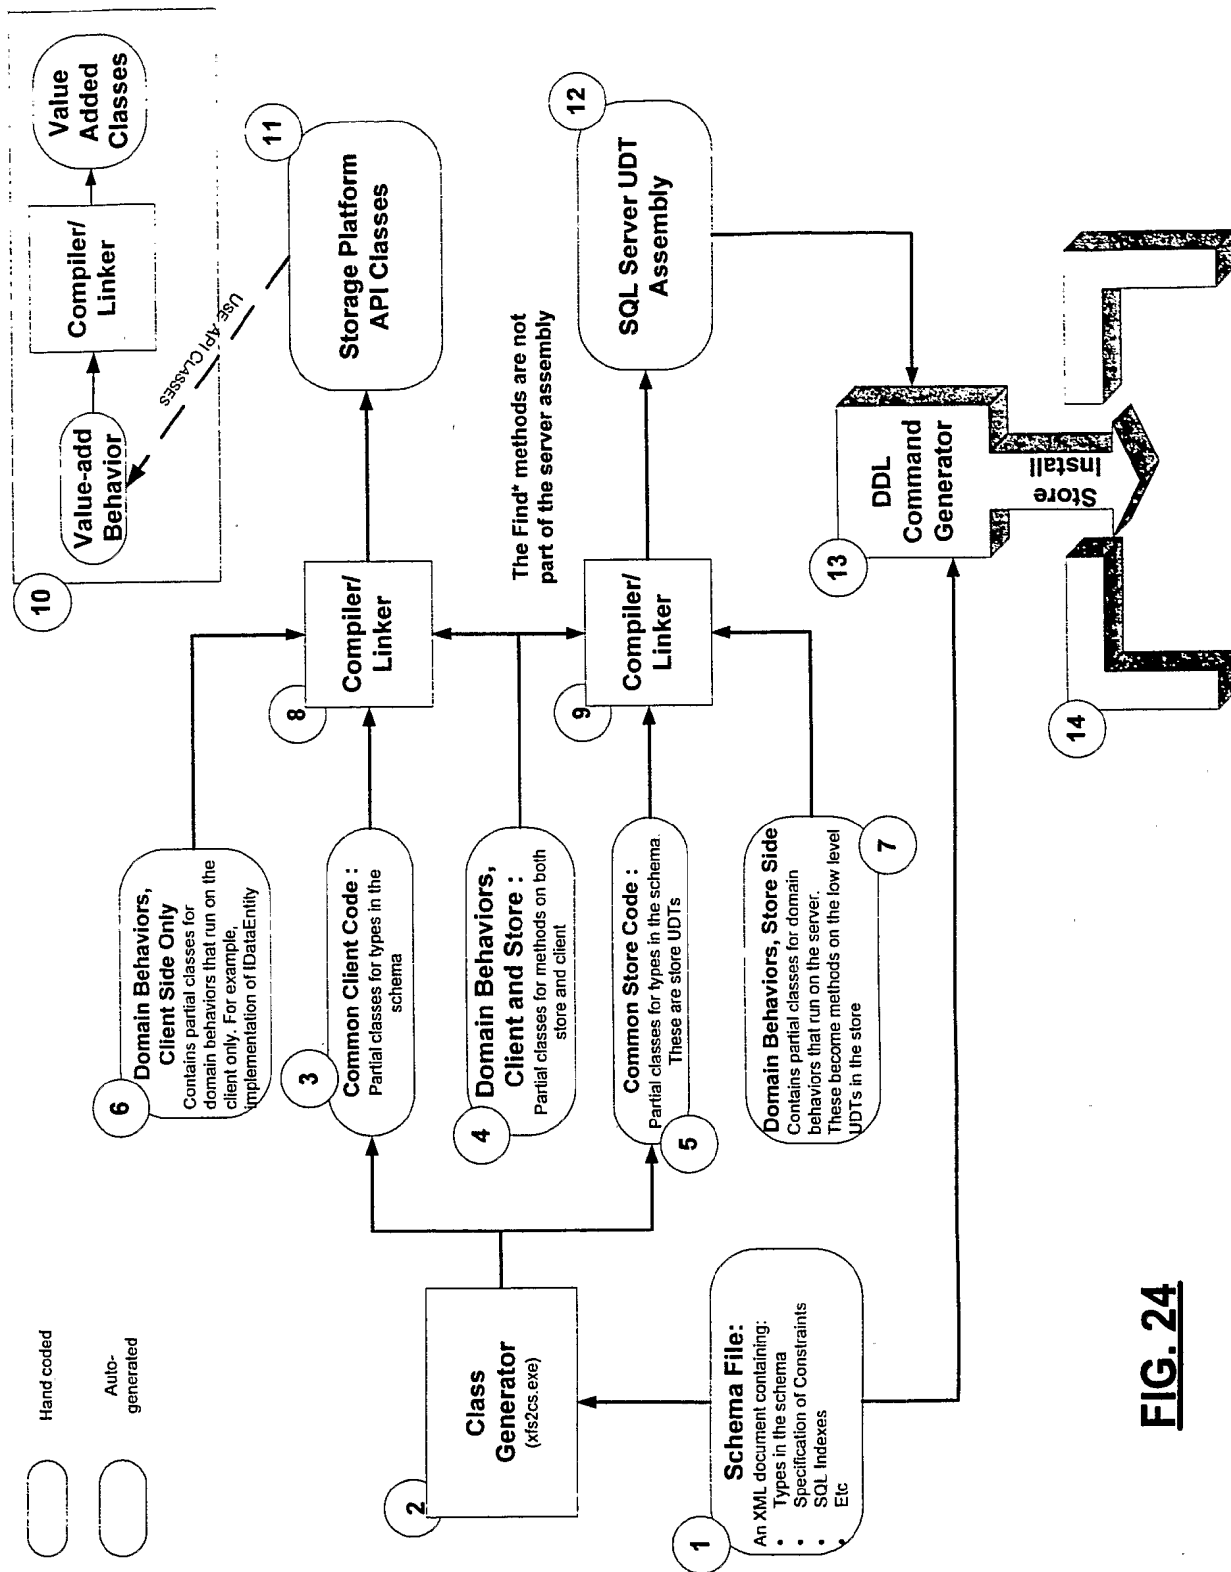 Hand coded
Auto-
generated
1
Schema File:
An XML document containing:
• Types in the schema
• Specification of Constraints
• SQL Indexes
• Etc
2
Class
Generator
(xfs2cs.exe)
6
Domain Behaviors,
Client Side Only
Contains partial classes for
domain behaviors that run on the
client only. For example,
implementation of IDataEntity
3
Common Client Code :
Partial classes for types in the
schema
4
Domain Behaviors,
Client and Store :
Partial classes for methods on both
store and client
5
Common Store Code :
Partial classes for types in the schema.
These are store UDTs
7
Domain Behaviors, Store Side
Contains partial classes for domain
behaviors that run on the server.
These become methods on the low level
UDTs in the store
8
Compiler/
Linker
9
Compiler/
Linker
The Find* methods are not
part of the server assembly
10
Value-add
Behavior
Compiler/
Linker
Value
Added
Classes
USE API CLASSES
11
Storage Platform
API Classes
12
SQL Server UDT
Assembly
13
DDL
Command
Generator
Store
Install
14
FIG. 24